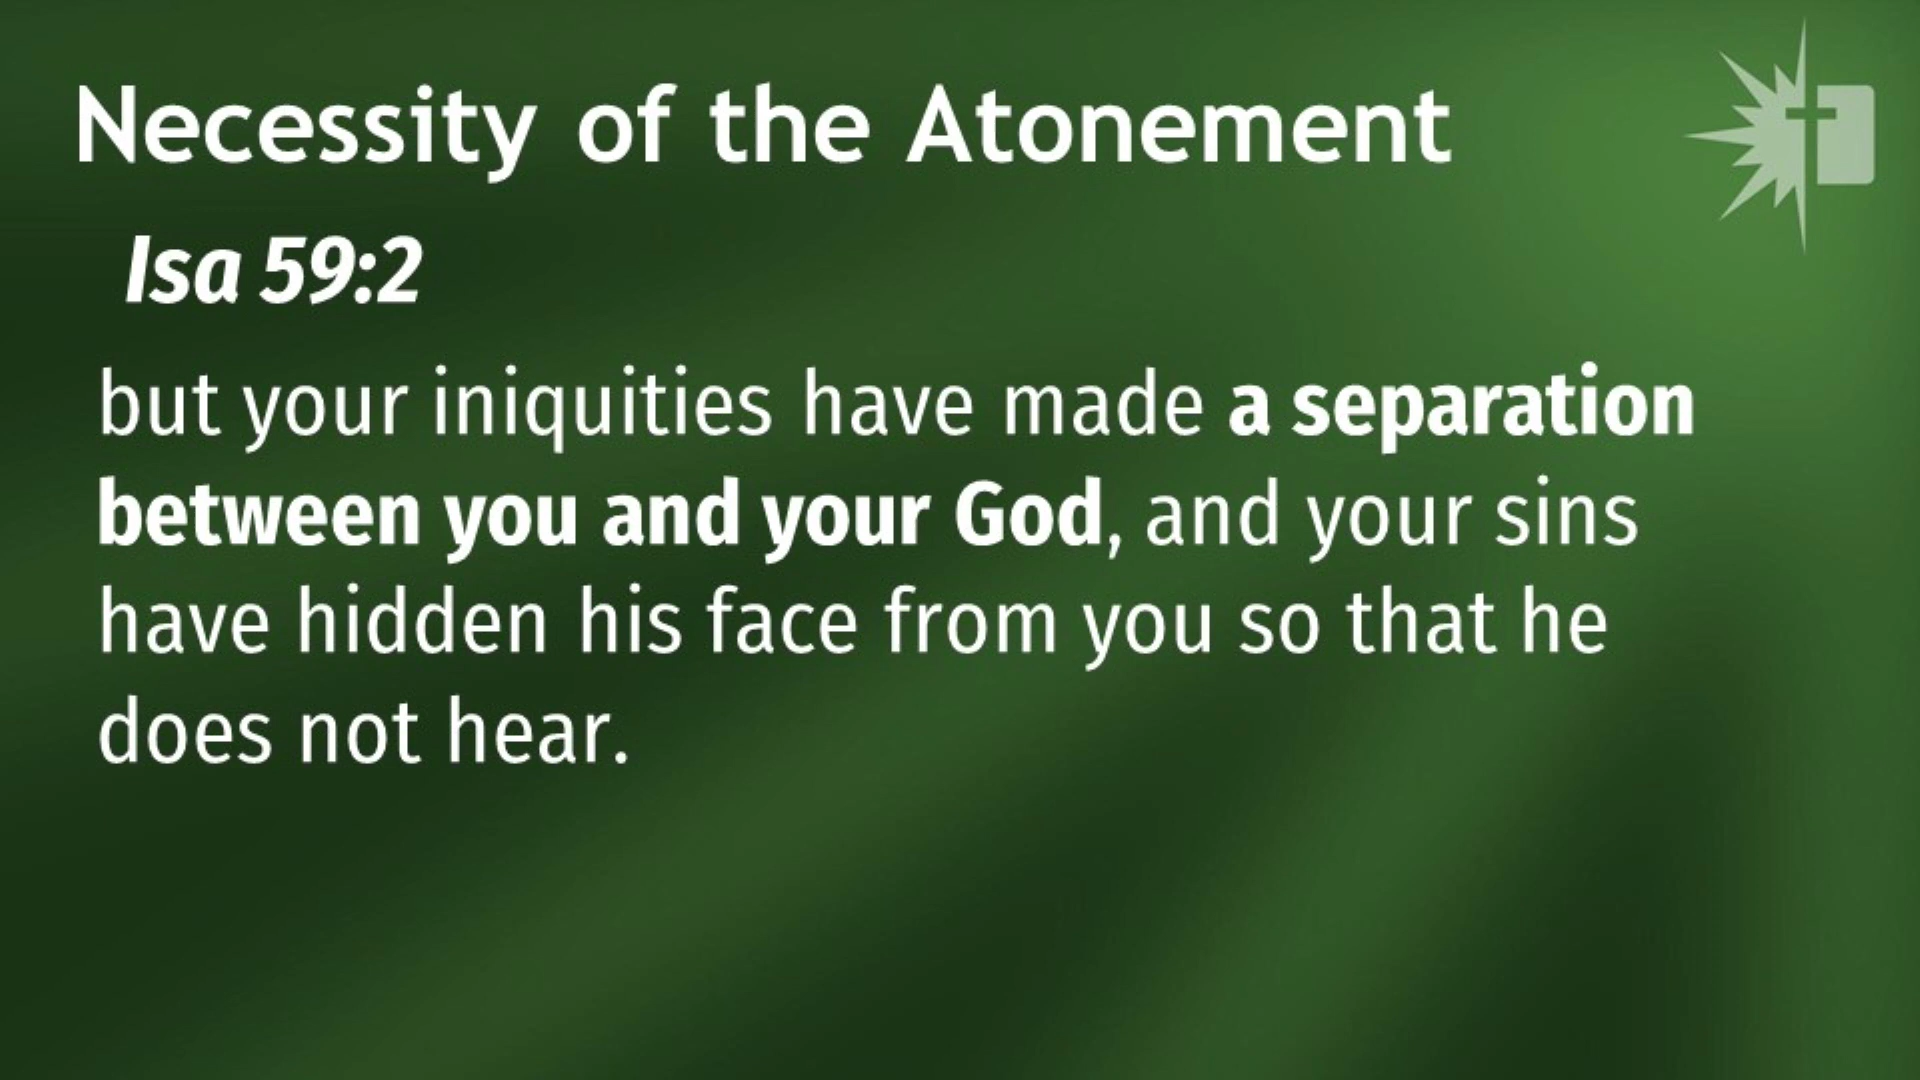 Necessity of the Atonement
Isa 59:2
but your iniquities have made a separation
between you and your God, and your sins
have hidden his face from you so that he
does not hear.